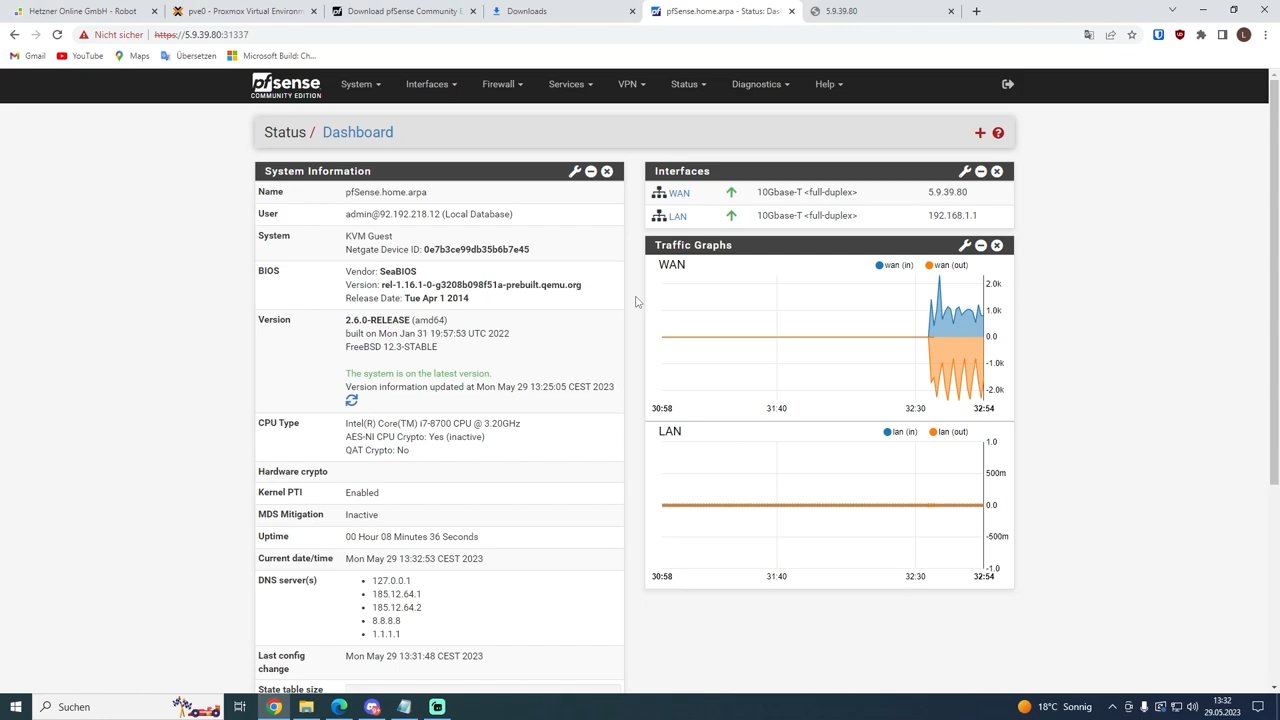 Hetzner Online GmbH - Robot
pve0 - Proxmox Virtual Environm
Download pfSense Community E
Downloads
pfSense.home.arpa - Status: Das
5.9.39.80
Nicht sicher
https://5.9.39.80:31337
Gmail
YouTube
Maps
Übersetzen
Microsoft Build: Ch...
L
pfsense
COMMUNITY EDITION
System
Interfaces
Firewall
Services
VPN
Status
Diagnostics
Help
Status / Dashboard
System Information
Name pfSense.home.arpa
User admin@92.192.218.12 (Local Database)
System KVM Guest
Netgate Device ID: 0e7b3ce99db35b6b7e45
BIOS Vendor: SeaBIOS
Version: rel-1.16.1-0-g3208b098f51a-prebuilt.qemu.org
Release Date: Tue Apr 1 2014
Version 2.6.0-RELEASE (amd64)
built on Mon Jan 31 19:57:53 UTC 2022
FreeBSD 12.3-STABLE
The system is on the latest version.
Version information updated at Mon May 29 13:25:05 CEST 2023
CPU Type Intel(R) Core(TM) i7-8700 CPU @ 3.20GHz
AES-NI CPU Crypto: Yes (inactive)
QAT Crypto: No
Hardware crypto
Kernel PTI Enabled
MDS Mitigation Inactive
Uptime 00 Hour 08 Minutes 36 Seconds
Current date/time Mon May 29 13:32:53 CEST 2023
DNS server(s)
127.0.0.1
185.12.64.1
185.12.64.2
8.8.8.8
1.1.1.1
Last config Mon May 29 13:31:48 CEST 2023
change
State table size
Interfaces
WAN 10Gbase-T <full-duplex> 5.9.39.80
LAN 10Gbase-T <full-duplex> 192.168.1.1
Traffic Graphs
WAN
wan (in) wan (out)
2.0k
1.0k
0.0
-1.0k
-2.0k
30:58 31:40 32:30 32:54
LAN
lan (in) lan (out)
1.0
500m
0.0
-500m
-1.0
30:58 31:40 32:30 32:54
Suchen
18°C Sonnig
13:32
29.05.2023